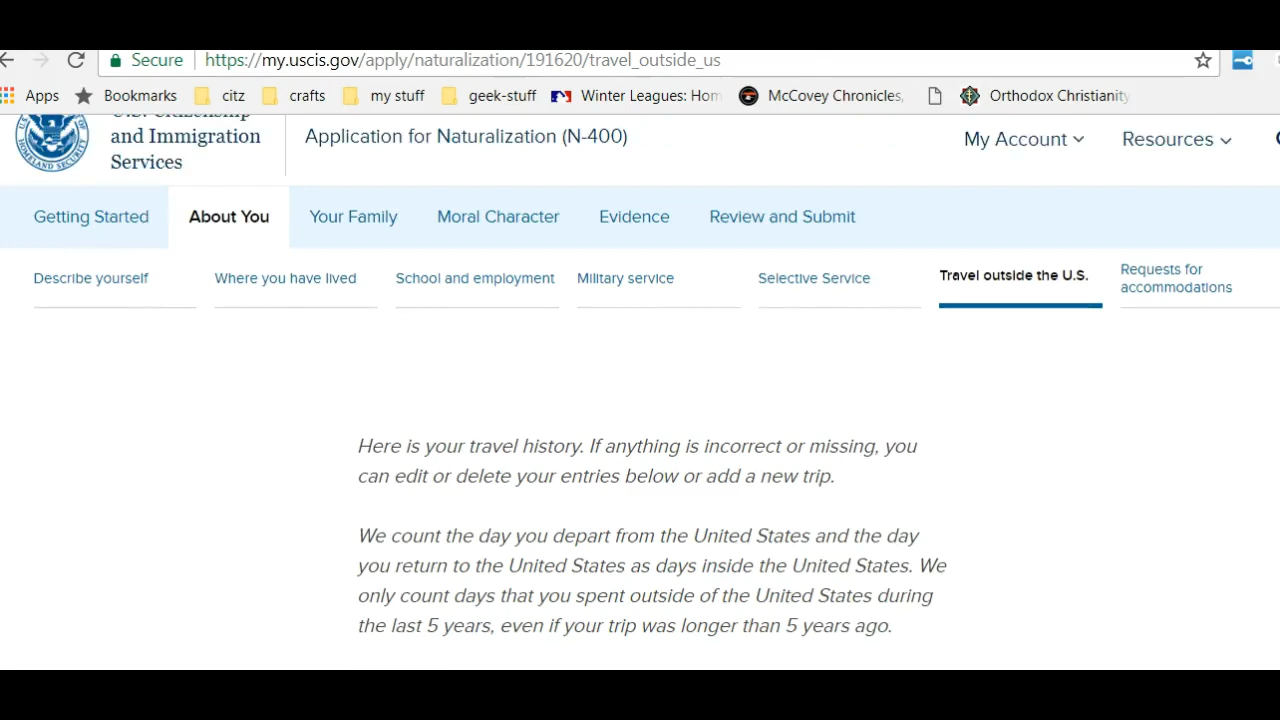 Secure https://my.uscis.gov/apply/naturalization/191620/travel_outside_us
Apps Bookmarks citz crafts my stuff geek-stuff Winter Leagues: Hom McCovey Chronicles, Orthodox Christianity
U.S. Citizenship
and Immigration
Services
Application for Naturalization (N-400)
My Account Resources
Getting Started About You Your Family Moral Character Evidence Review and Submit
Describe yourself Where you have lived School and employment Military service Selective Service Travel outside the U.S. Requests for
accommodations
Here is your travel history. If anything is incorrect or missing, you
can edit or delete your entries below or add a new trip.
We count the day you depart from the United States and the day
you return to the United States as days inside the United States. We
only count days that you spent outside of the United States during
the last 5 years, even if your trip was longer than 5 years ago.